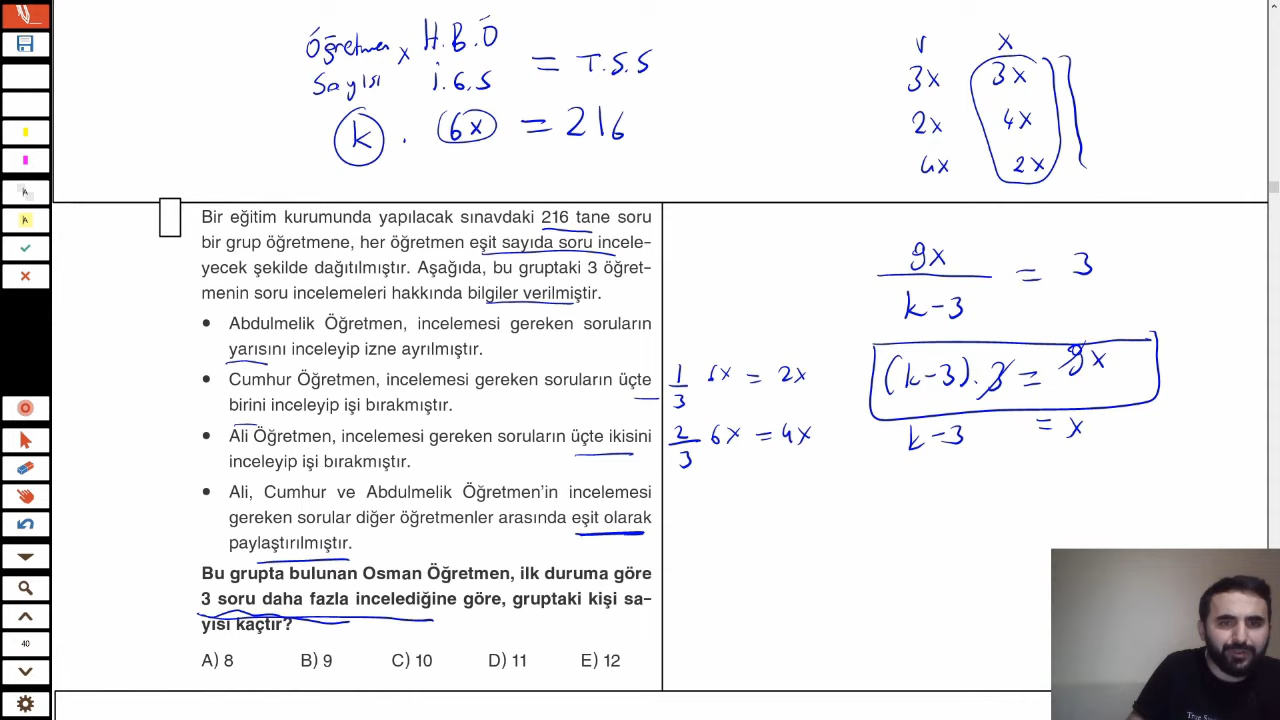 Öğretmen x H.B.Ö = T.S.S
Sayısı İ.G.S
k . 6x = 216
V X
3x 3x
2x 4x
4x 2x
Bir eğitim kurumunda yapılacak sınavdaki 216 tane soru
bir grup öğretmene, her öğretmen eşit sayıda soru incele-
yecek şekilde dağıtılmıştır. Aşağıda, bu gruptaki 3 öğret-
menin soru incelemeleri hakkında bilgiler verilmiştir.
• Abdulmelik Öğretmen, incelemesi gereken soruların
yarısını inceleyip izne ayrılmıştır.
• Cumhur Öğretmen, incelemesi gereken soruların üçte
birini inceleyip işi bırakmıştır.
• Ali Öğretmen, incelemesi gereken soruların üçte ikisini
inceleyip işi bırakmıştır.
• Ali, Cumhur ve Abdulmelik Öğretmen'in incelemesi
gereken sorular diğer öğretmenler arasında eşit olarak
paylaştırılmıştır.
Bu grupta bulunan Osman Öğretmen, ilk duruma göre
3 soru daha fazla incelediğine göre, gruptaki kişi sa-
yısı kaçtır?
A) 8 B) 9 C) 10 D) 11 E) 12
9x / k-3 = 3
(k-3).3 = 9x
k-3 = x
1/3 6x = 2x
2/3 6x = 4x
40